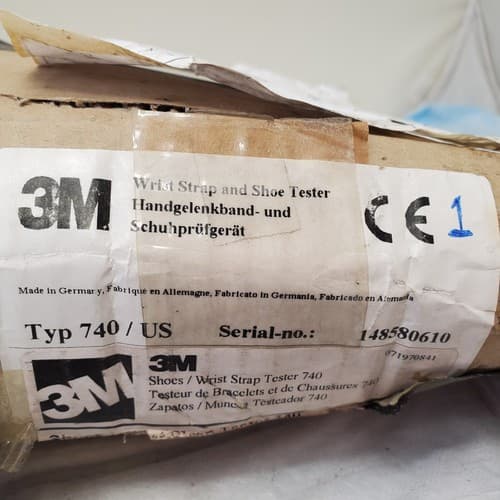 3M
Wrist Strap and Shoe Tester
Handgelenkband- und
Schuhprüfgerät
CE 1
Made in Germany, Fabriqué en Allemagne, Fabricato in Germania, Fabricado en Alemania
Typ 740 / US Serial-no.: 148580610
071970841
3M
3M
Shoes / Wrist Strap Tester 740
Testeur de Bracelets et de Chaussures 740
Zapatos / Testeador 740